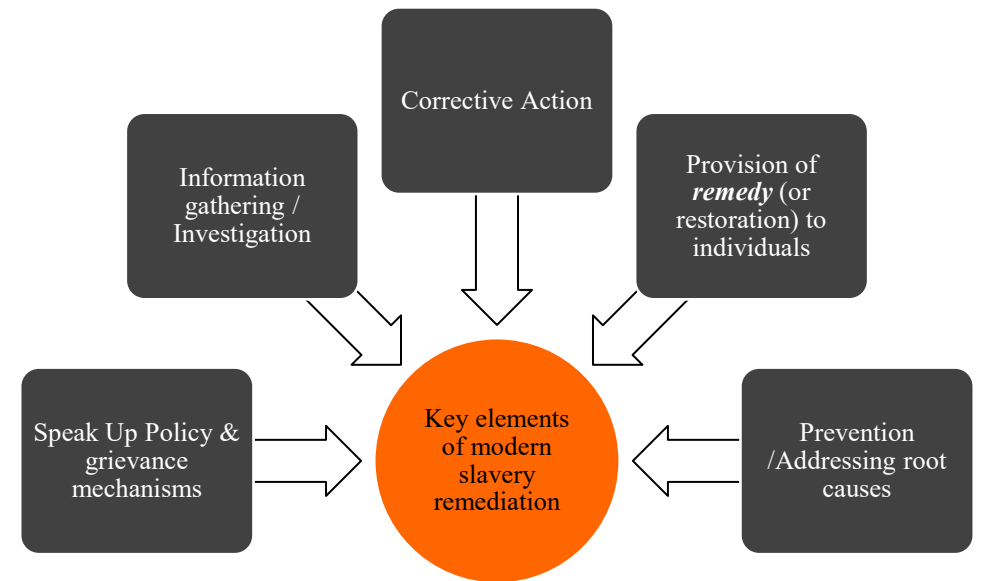 Corrective Action
Information
gathering /
Investigation
Provision of
remedy (or
restoration) to
individuals
Speak Up Policy &
grievance
mechanisms
Key elements
of modern
slavery
remediation
Prevention
/Addressing root
causes